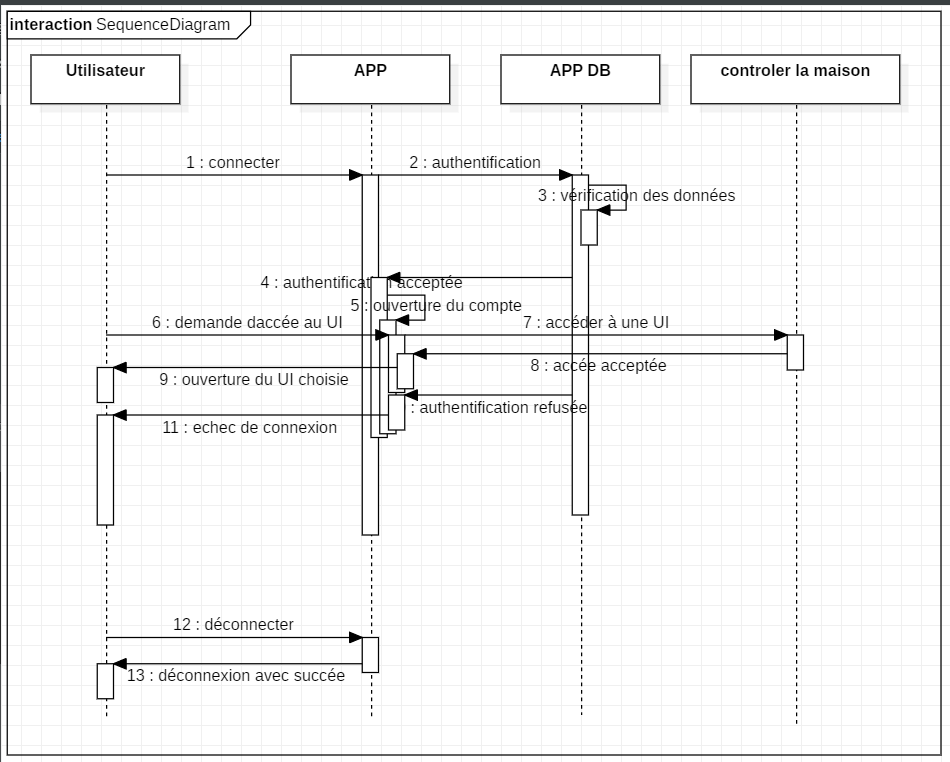 interaction SequenceDiagram
Utilisateur
APP
APP DB
controler la maison
1 : connecter
2 : authentification
3 : vérification des données
4 : authentification acceptée
5 : ouverture du compte
6 : demande daccée au UI
7 : accéder à une UI
8 : accée acceptée
9 : ouverture du UI choisie
: authentification refusée
11 : echec de connexion
12 : déconnecter
13 : déconnexion avec succée